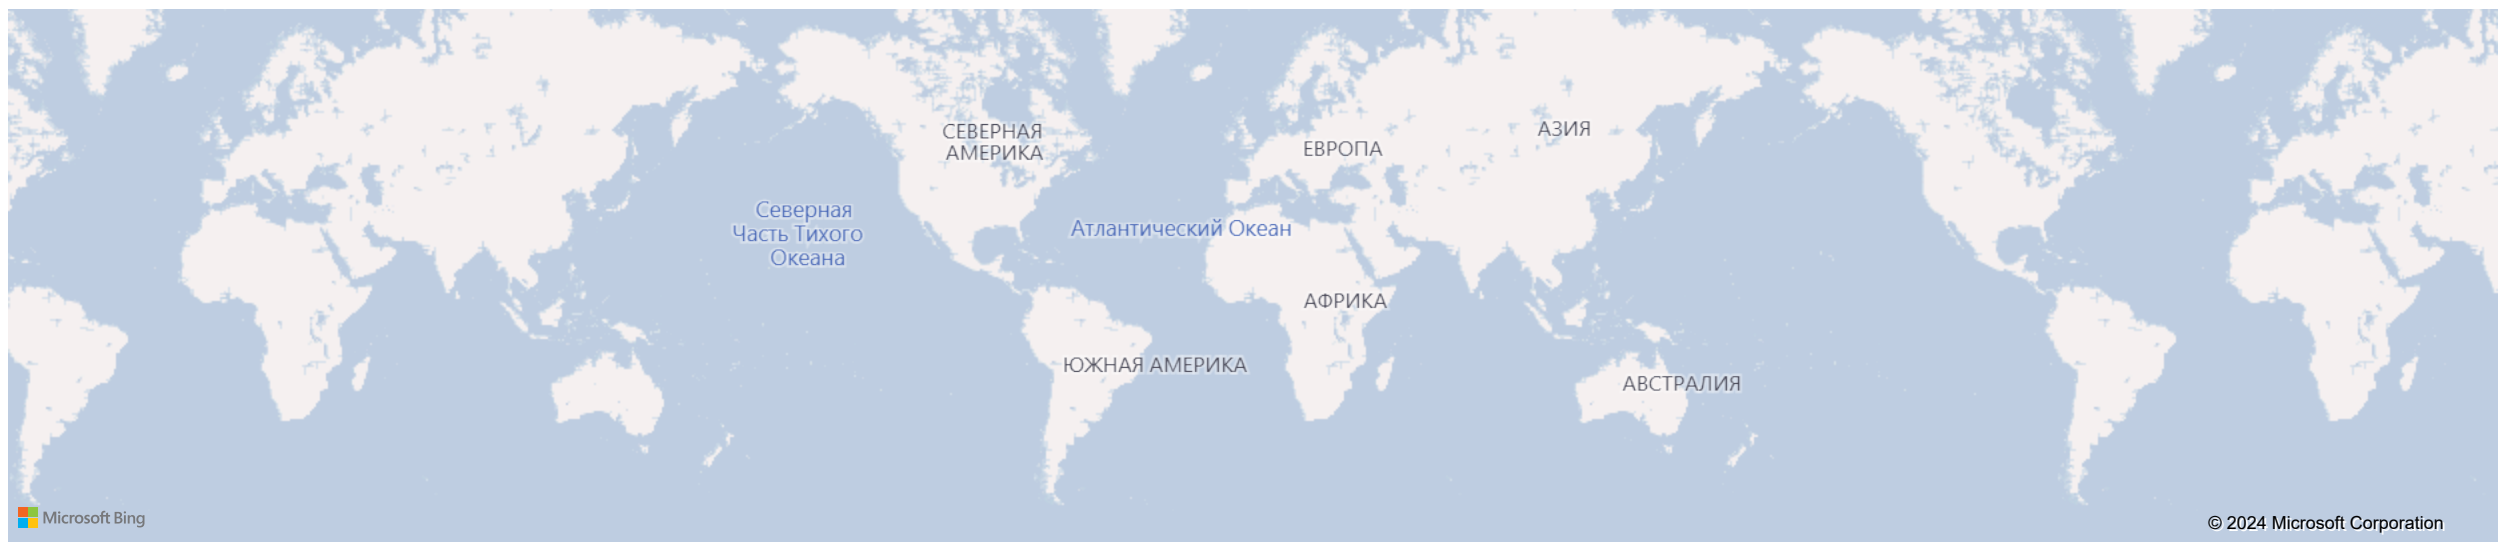 СЕВЕРНАЯ
АМЕРИКА
АЗИЯ
ЕВРОПА
Северная
Часть Тихого
Океана
Атлантический Океан
АФРИКА
ЮЖНАЯ АМЕРИКА
АВСТРАЛИЯ
Microsoft Bing
© 2024 Microsoft Corporation